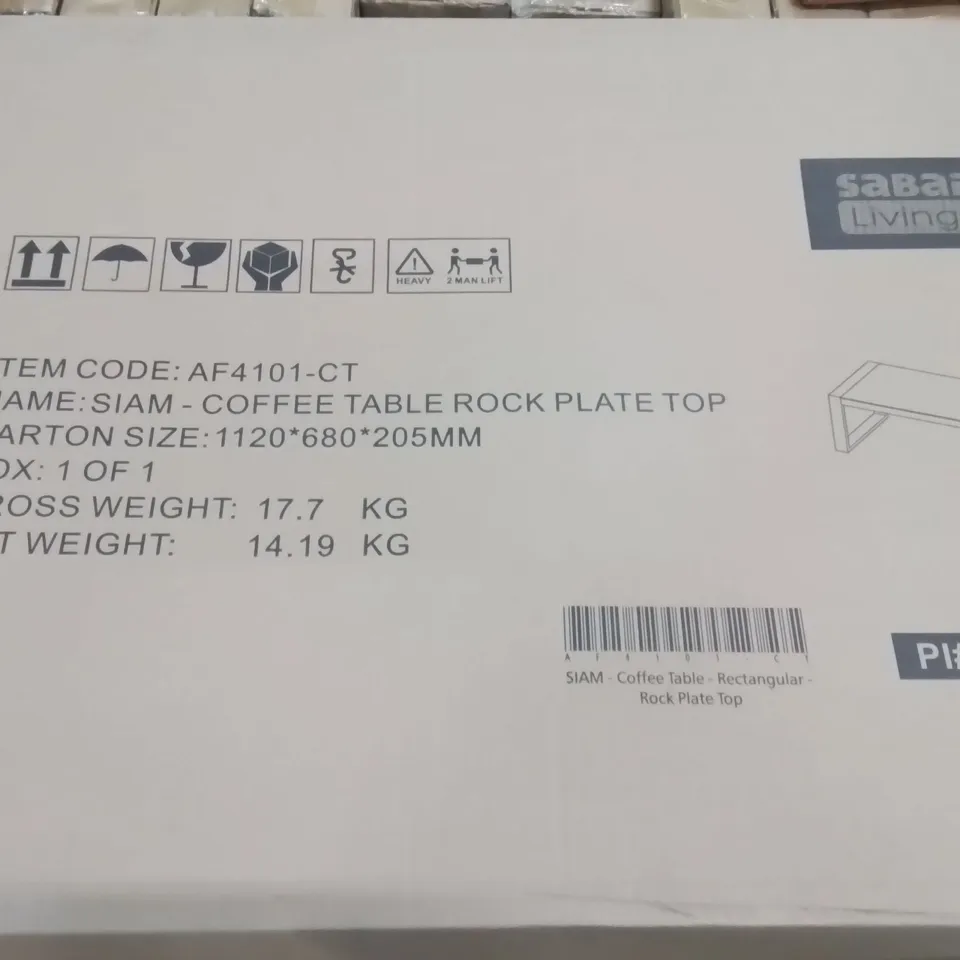 SABAI
Living
HEAVY 2 MAN LIFT
TEM CODE: AF4101-CT
NAME: SIAM - COFFEE TABLE ROCK PLATE TOP
ARTON SIZE: 1120*680*205MM
OX: 1 OF 1
ROSS WEIGHT: 17.7 KG
T WEIGHT: 14.19 KG
AF4101-CT
SIAM - Coffee Table - Rectangular -
Rock Plate Top
PI#